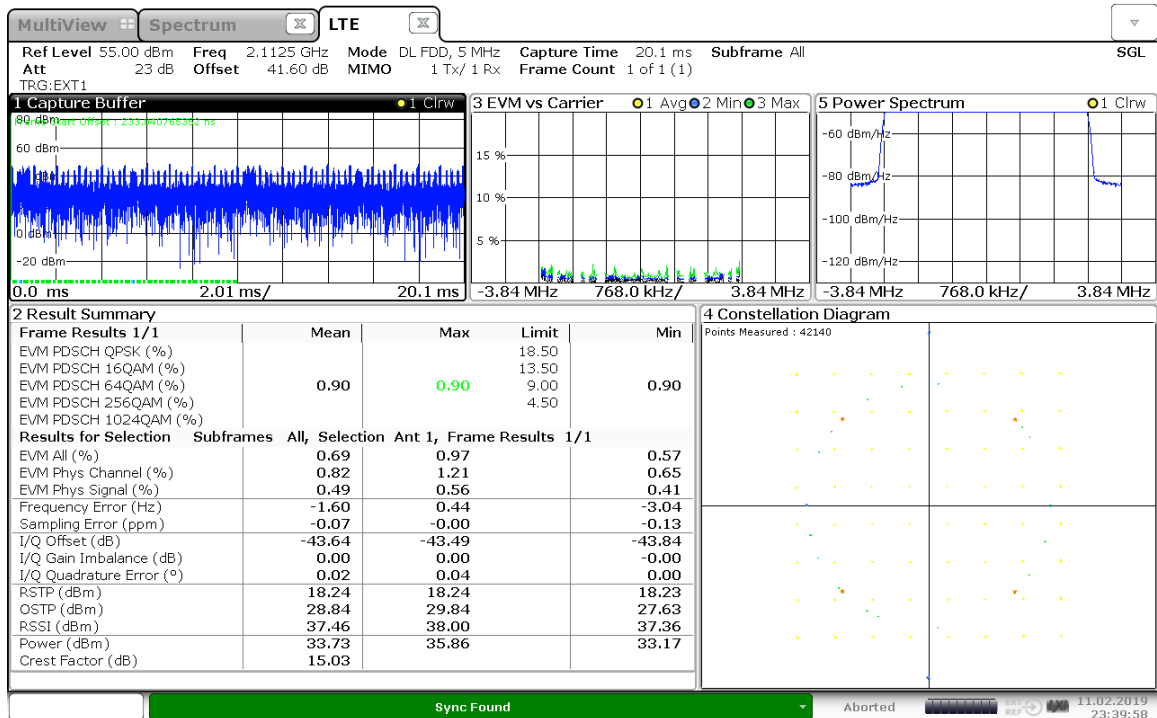 MultiView Spectrum LTE
Ref Level 55.00 dBm Freq 2.1125 GHz Mode DL FDD, 5 MHz Capture Time 20.1 ms Subframe All SGL
Att 23 dB Offset 41.60 dB MIMO 1 Tx/ 1 Rx Frame Count 1 of 1 (1)
TRG:EXT1
1 Capture Buffer 1 Clrw
80 dBm
60 dBm
0 dBm
-20 dBm
0.0 ms 2.01 ms/ 20.1 ms
3 EVM vs Carrier 1 Avg 2 Min 3 Max
15 %
10 %
5 %
-3.84 MHz 768.0 kHz/ 3.84 MHz
5 Power Spectrum 1 Clrw
-60 dBm/Hz
-80 dBm/Hz
-100 dBm/Hz
-120 dBm/Hz
-3.84 MHz 768.0 kHz/ 3.84 MHz
2 Result Summary
Frame Results 1/1 Mean Max Limit Min
EVM PDSCH QPSK (%) 18.50
EVM PDSCH 16QAM (%) 13.50
EVM PDSCH 64QAM (%) 0.90 0.90 9.00 0.90
EVM PDSCH 256QAM (%) 4.50
EVM PDSCH 1024QAM (%)
Results for Selection Subframes All, Selection Ant 1, Frame Results 1/1
EVM All (%) 0.69 0.97 0.57
EVM Phys Channel (%) 0.82 1.21 0.65
EVM Phys Signal (%) 0.49 0.56 0.41
Frequency Error (Hz) -1.60 0.44 -3.04
Sampling Error (ppm) -0.07 -0.00 -0.13
I/Q Offset (dB) -43.64 -43.49 -43.84
I/Q Gain Imbalance (dB) 0.00 0.00 -0.00
I/Q Quadrature Error (º) 0.02 0.04 0.00
RSTP (dBm) 18.24 18.24 18.23
OSTP (dBm) 28.84 29.84 27.63
RSSI (dBm) 37.46 38.00 37.36
Power (dBm) 33.73 35.86 33.17
Crest Factor (dB) 15.03
4 Constellation Diagram
Points Measured : 42140
Sync Found Aborted EXT REF 11.02.2019
23:39:58